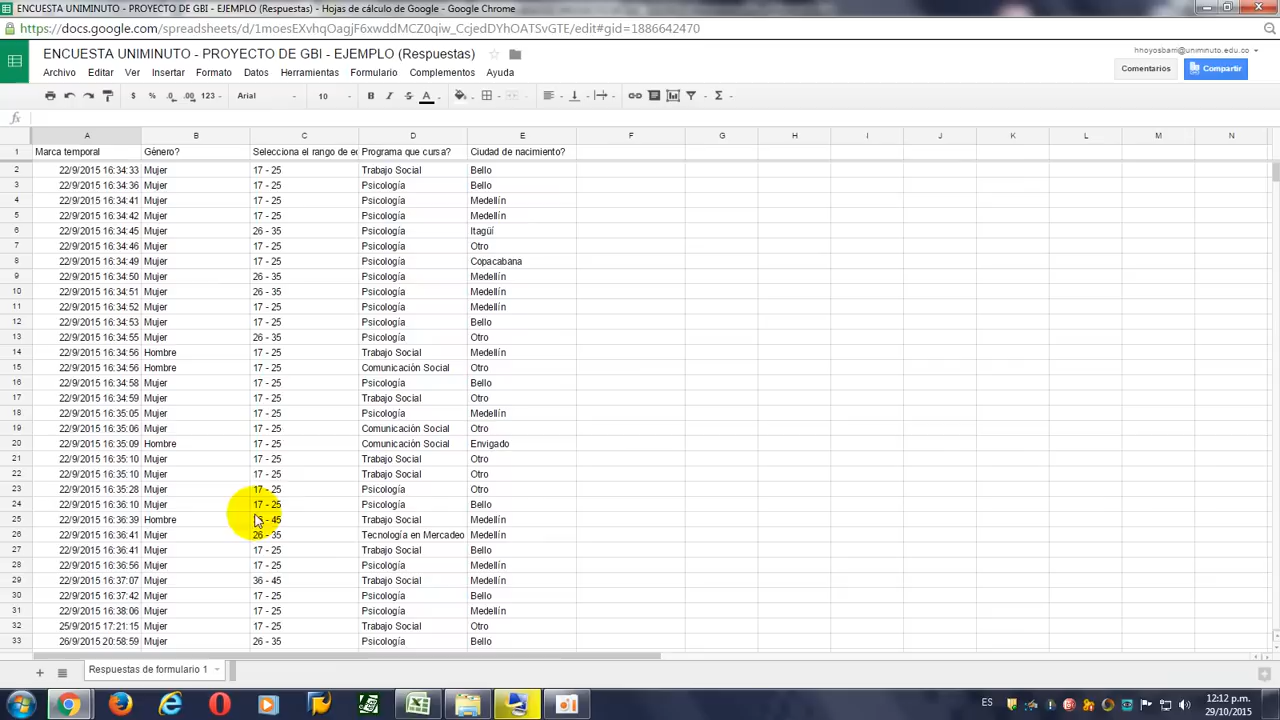 ENCUESTA UNIMINUTO - PROYECTO DE GBI - EJEMPLO (Respuestas) - Hojas de cálculo de Google - Google Chrome
https://docs.google.com/spreadsheets/d/1moesEXvhqOagjF6xwddMCZ0qiw_CcjedDYhOATSvGTE/edit#gid=1886642470
ENCUESTA UNIMINUTO - PROYECTO DE GBI - EJEMPLO (Respuestas)
hhoyosbam@uniminuto.edu.co
Archivo Editar Ver Insertar Formato Datos Herramientas Formulario Complementos Ayuda
Comentarios Compartir
$ % .0 .00 123 Arial 10 B I S A Σ
fx
A B C D E F G H I J K L M N
1 Marca temporal Género? Selecciona el rango de ec Programa que cursa? Ciudad de nacimiento?
2 22/9/2015 16:34:33 Mujer 17 - 25 Trabajo Social Bello
3 22/9/2015 16:34:36 Mujer 17 - 25 Psicología Bello
4 22/9/2015 16:34:41 Mujer 17 - 25 Psicología Medellín
5 22/9/2015 16:34:42 Mujer 17 - 25 Psicología Medellín
6 22/9/2015 16:34:45 Mujer 26 - 35 Psicología Itagüí
7 22/9/2015 16:34:46 Mujer 17 - 25 Psicología Otro
8 22/9/2015 16:34:49 Mujer 17 - 25 Psicología Copacabana
9 22/9/2015 16:34:50 Mujer 26 - 35 Psicología Medellín
10 22/9/2015 16:34:51 Mujer 26 - 35 Psicología Medellín
11 22/9/2015 16:34:52 Mujer 17 - 25 Psicología Medellín
12 22/9/2015 16:34:53 Mujer 17 - 25 Psicología Bello
13 22/9/2015 16:34:55 Mujer 26 - 35 Psicología Otro
14 22/9/2015 16:34:56 Hombre 17 - 25 Trabajo Social Medellín
15 22/9/2015 16:34:56 Hombre 17 - 25 Comunicación Social Otro
16 22/9/2015 16:34:58 Mujer 17 - 25 Psicología Bello
17 22/9/2015 16:34:59 Mujer 17 - 25 Trabajo Social Otro
18 22/9/2015 16:35:05 Mujer 17 - 25 Psicología Medellín
19 22/9/2015 16:35:06 Mujer 17 - 25 Comunicación Social Otro
20 22/9/2015 16:35:09 Hombre 17 - 25 Comunicación Social Envigado
21 22/9/2015 16:35:10 Mujer 17 - 25 Trabajo Social Otro
22 22/9/2015 16:35:10 Mujer 17 - 25 Trabajo Social Otro
23 22/9/2015 16:35:28 Mujer 17 - 25 Psicología Otro
24 22/9/2015 16:36:10 Mujer 17 - 25 Psicología Bello
25 22/9/2015 16:36:39 Hombre - 45 Trabajo Social Medellín
26 22/9/2015 16:36:41 Mujer 26 - 35 Tecnología en Mercadeo Medellín
27 22/9/2015 16:36:41 Mujer 17 - 25 Trabajo Social Bello
28 22/9/2015 16:36:56 Mujer 17 - 25 Psicología Medellín
29 22/9/2015 16:37:07 Mujer 36 - 45 Trabajo Social Medellín
30 22/9/2015 16:37:42 Mujer 17 - 25 Psicología Bello
31 22/9/2015 16:38:06 Mujer 17 - 25 Psicología Medellín
32 25/9/2015 17:21:15 Mujer 17 - 25 Trabajo Social Otro
33 26/9/2015 20:58:59 Mujer 26 - 35 Psicología Bello
Respuestas de formulario 1
ES 12:12 p.m.
29/10/2015